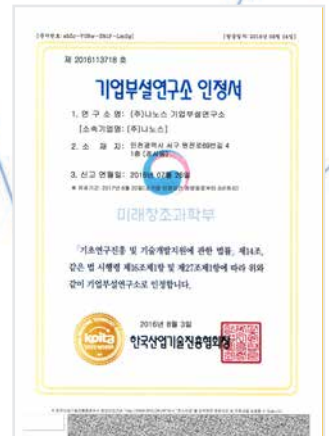 제 2016113718 호
기업부설연구소 인정서
1. 연 구 소 명: (주)나노스 기업부설연구소
[소속기업명: (주)나노스]
2. 소 재 지: 인천광역시 서구
3. 신고 연월일: 2016년 07월 20일
미래창조과학부
「기초연구진흥 및 기술개발지원에 관한 법률」 제14조,
같은 법 시행령 제16조제1항 및 제27조제1항에 따라 위와
같이 기업부설연구소로 인정합니다.
2016년 8월 3일
koita
한국산업기술진흥협회장